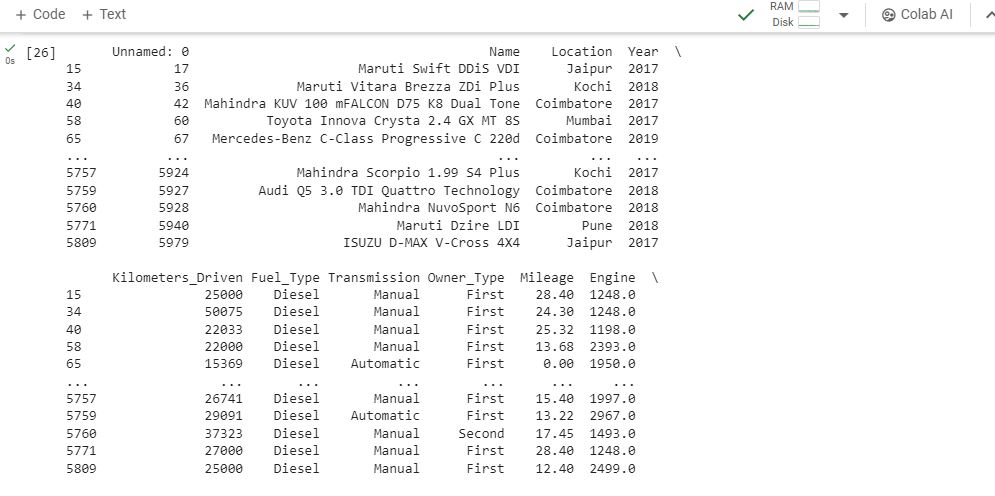 + Code + Text RAM Disk Colab AI
[26] Unnamed: 0 Name Location Year \
0s
15 17 Maruti Swift DDiS VDI Jaipur 2017
34 36 Maruti Vitara Brezza ZDi Plus Kochi 2018
40 42 Mahindra KUV 100 mFALCON D75 K8 Dual Tone Coimbatore 2017
58 60 Toyota Innova Crysta 2.4 GX MT 8S Mumbai 2017
65 67 Mercedes-Benz C-Class Progressive C 220d Coimbatore 2019
... ... ... ... ...
5757 5924 Mahindra Scorpio 1.99 S4 Plus Kochi 2017
5759 5927 Audi Q5 3.0 TDI Quattro Technology Coimbatore 2018
5760 5928 Mahindra NuvoSport N6 Coimbatore 2018
5771 5940 Maruti Dzire LDI Pune 2018
5809 5979 ISUZU D-MAX V-Cross 4X4 Jaipur 2017
Kilometers_Driven Fuel_Type Transmission Owner_Type Mileage Engine \
15 25000 Diesel Manual First 28.40 1248.0
34 50075 Diesel Manual First 24.30 1248.0
40 22033 Diesel Manual First 25.32 1198.0
58 22000 Diesel Manual First 13.68 2393.0
65 15369 Diesel Automatic First 0.00 1950.0
... ... ... ... ... ... ...
5757 26741 Diesel Manual First 15.40 1997.0
5759 29091 Diesel Automatic First 13.22 2967.0
5760 37323 Diesel Manual Second 17.45 1493.0
5771 27000 Diesel Manual First 28.40 1248.0
5809 25000 Diesel Manual First 12.40 2499.0